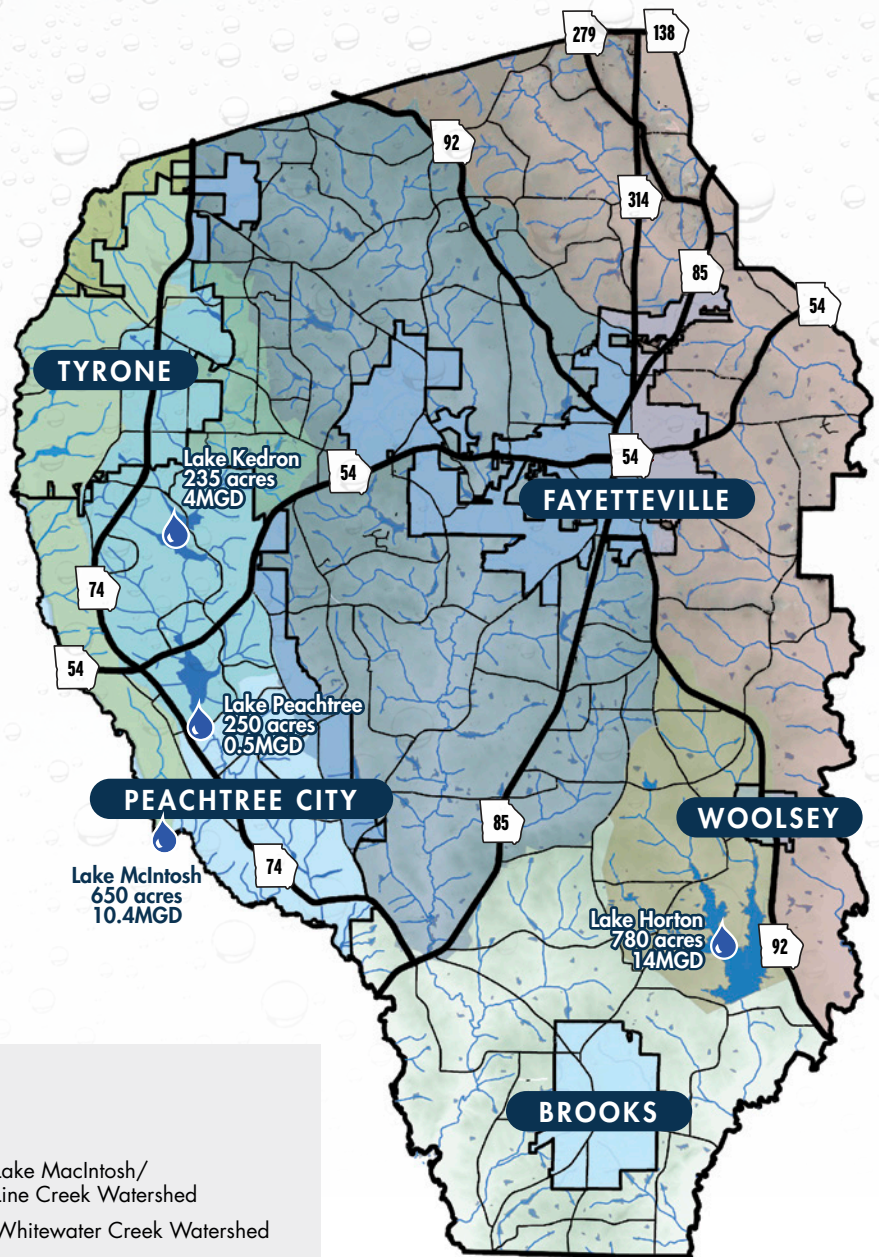 279
138
92
314
85
54
TYRONE
Lake Kedron
235 acres
4MGD
54
54
FAYETTEVILLE
74
54
Lake Peachtree
250 acres
0.5MGD
PEACHTREE CITY
85
WOOLSEY
Lake McIntosh
650 acres
10.4MGD
74
Lake Horton
780 acres
14MGD
92
BROOKS
Lake MacIntosh/
Line Creek Watershed
Whitewater Creek Watershed